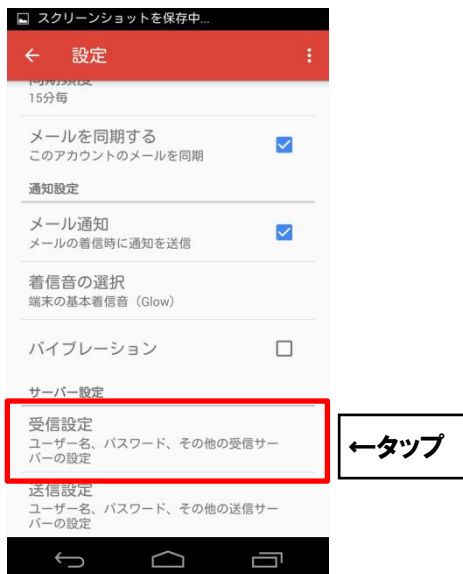 スクリーンショットを保存中...
設定
同期頻度
15分毎
メールを同期する
このアカウントのメールを同期
通知設定
メール通知
メールの着信時に通知を送信
着信音の選択
端末の基本着信音（Glow）
バイブレーション
サーバー設定
受信設定
ユーザー名、パスワード、その他の受信サー
バーの設定
←タップ
送信設定
ユーザー名、パスワード、その他の送信サー
バーの設定